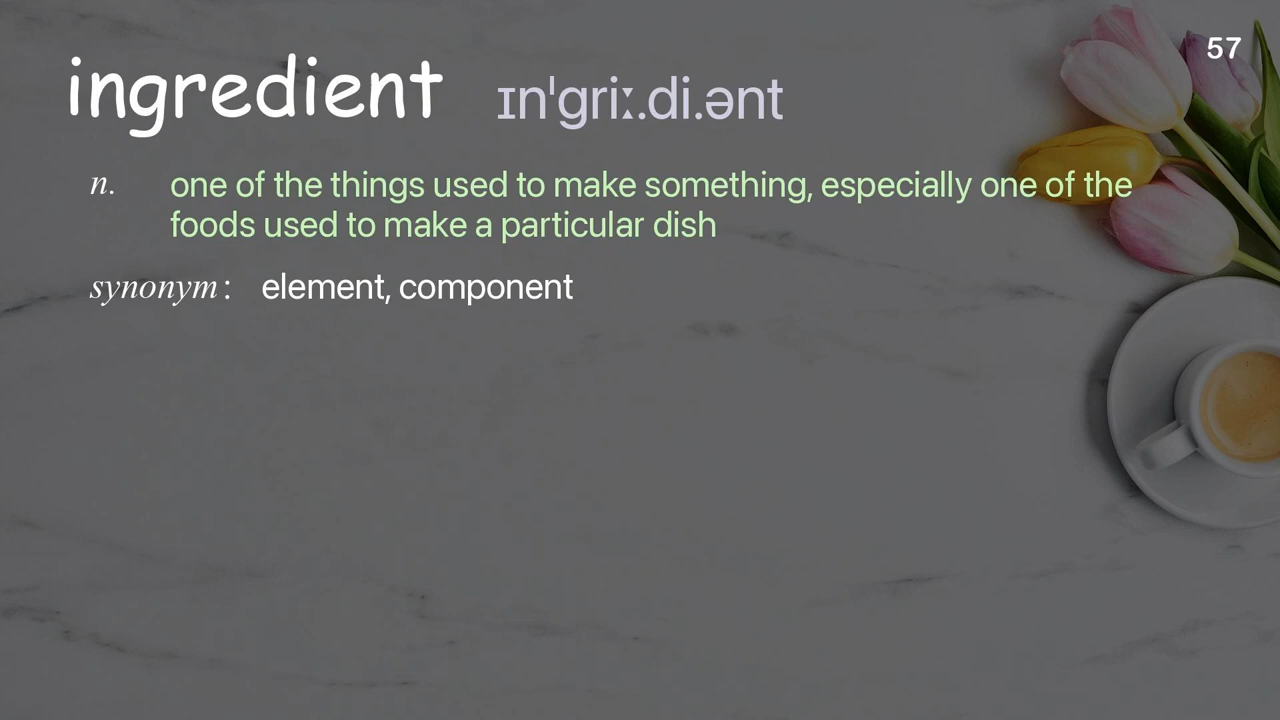 57
ingredient ɪnˈɡriː.di.ənt
n. one of the things used to make something, especially one of the
foods used to make a particular dish
synonym: element, component